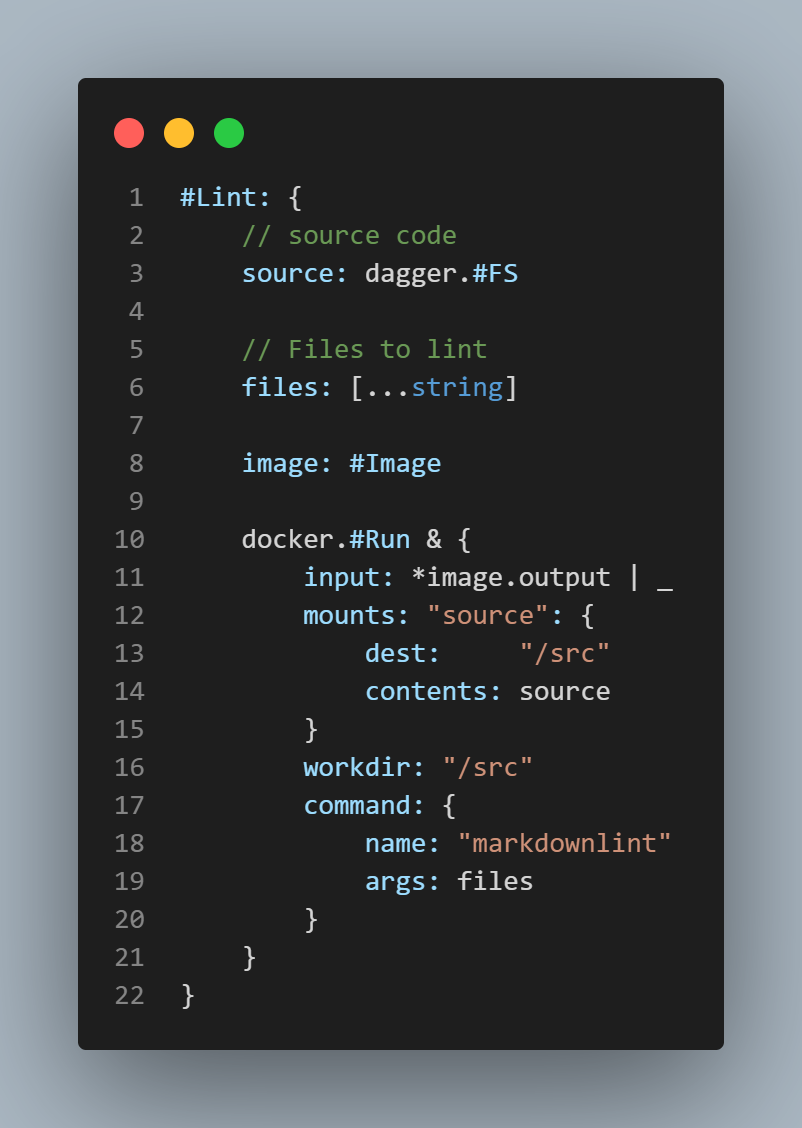 1 #Lint: {
2     // source code
3     source: dagger.#FS
4
5     // Files to lint
6     files: [...string]
7
8     image: #Image
9
10     docker.#Run & {
11         input: *image.output | _
12         mounts: "source": {
13             dest:     "/src"
14             contents: source
15         }
16         workdir: "/src"
17         command: {
18             name: "markdownlint"
19             args: files
20         }
21     }
22 }